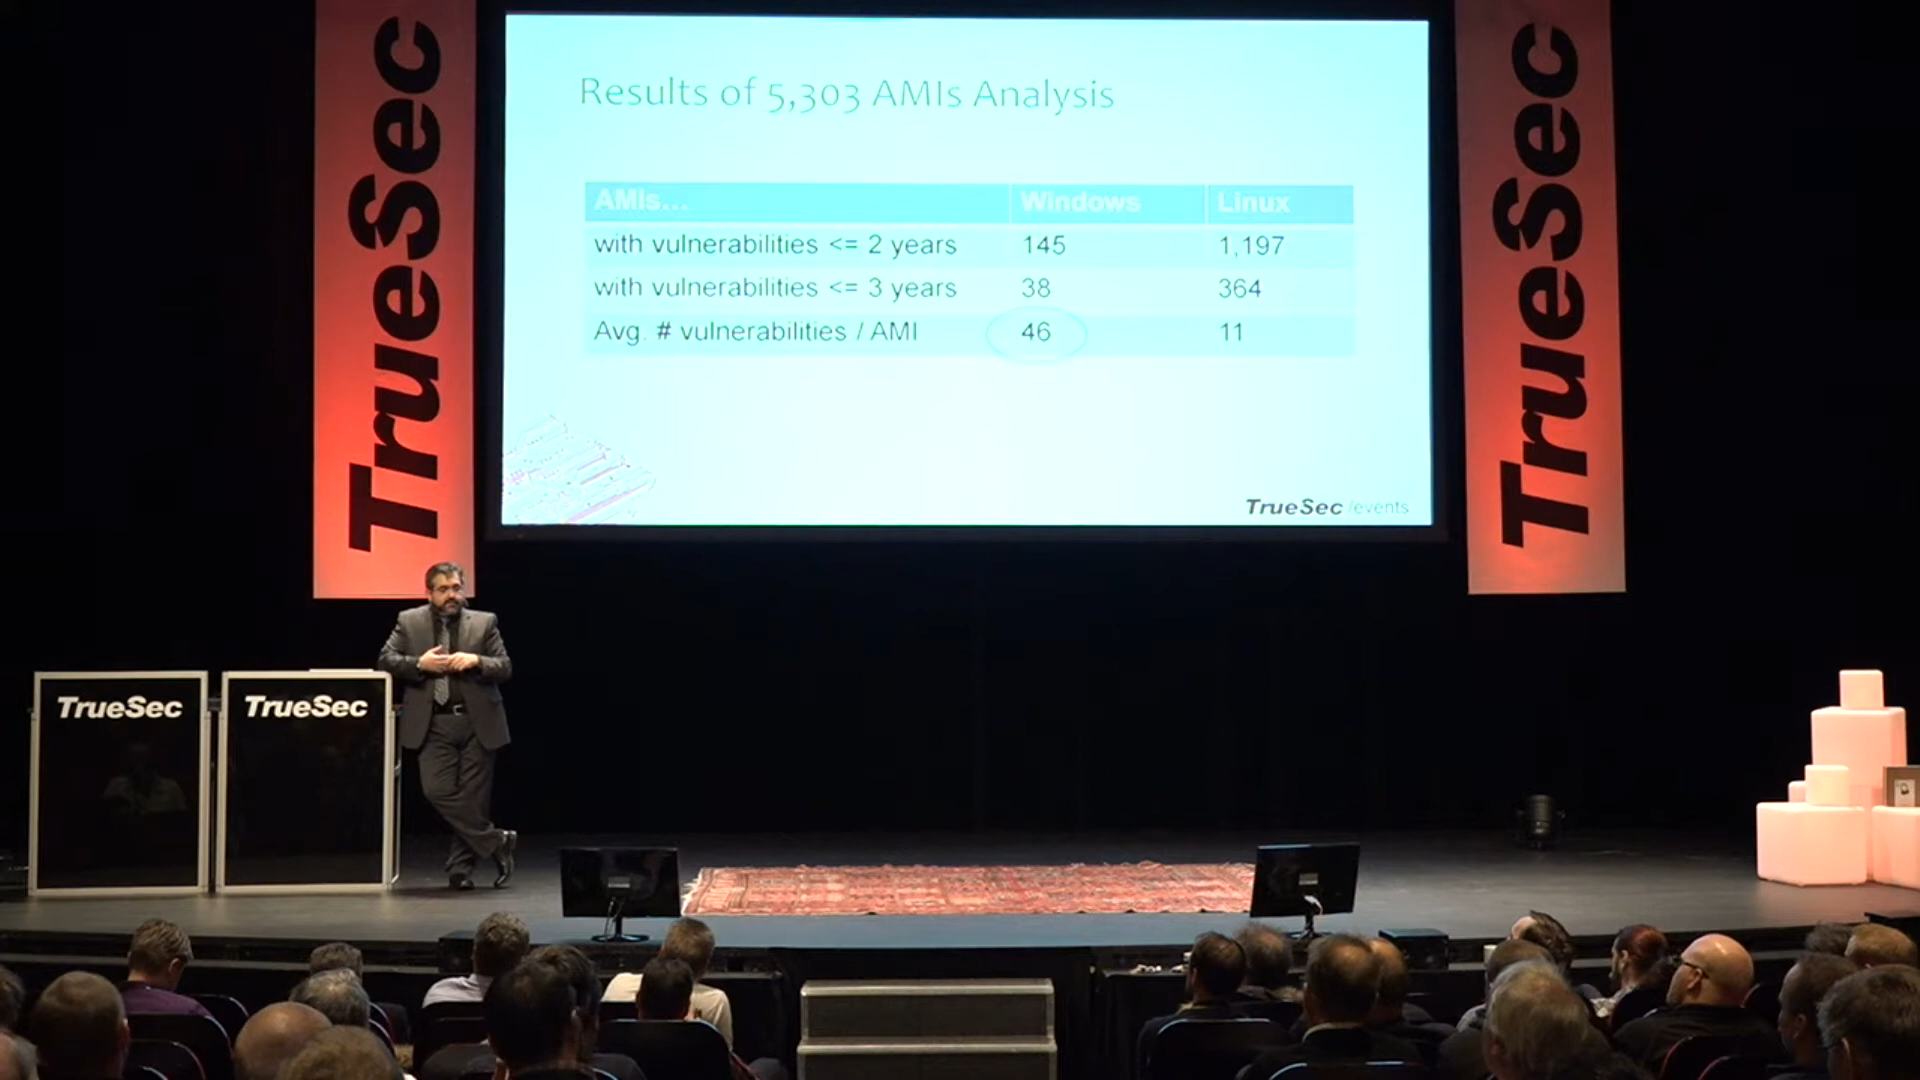 TrueSec
Results of 5,303 AMIs Analysis
AMIs... Windows Linux
with vulnerabilities <= 2 years 145 1,197
with vulnerabilities <= 3 years 38 364
Avg. # vulnerabilities / AMI 46 11
TrueSec /events
TrueSec
TrueSec
TrueSec